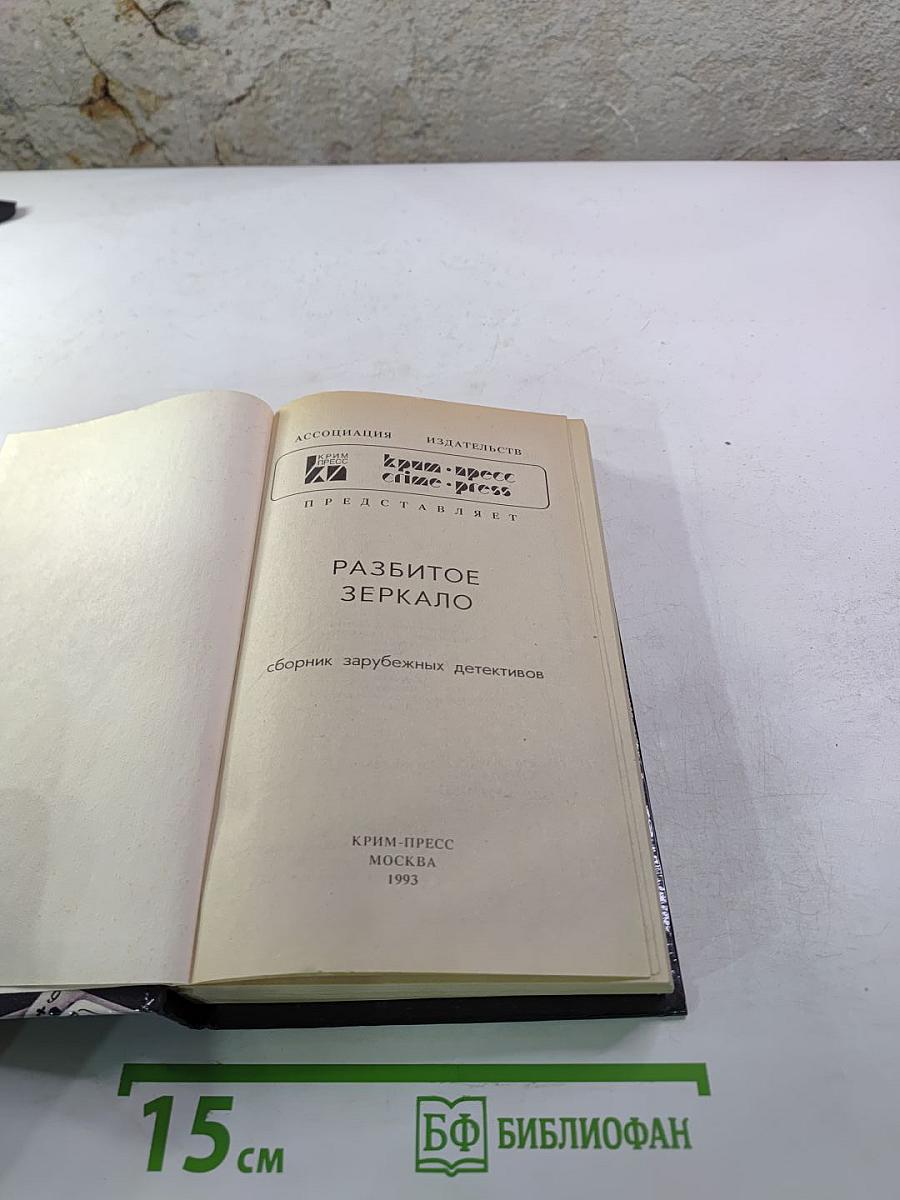 АССОЦИАЦИЯ ИЗДАТЕЛЬСТВ
КРИМ
ПРЕСС
крим · пресс
crime · press
ПРЕДСТАВЛЯЕТ
РАЗБИТОЕ
ЗЕРКАЛО
сборник зарубежных детективов
КРИМ-ПРЕСС
МОСКВА
1993
15 см
БФ БИБЛИОФАН